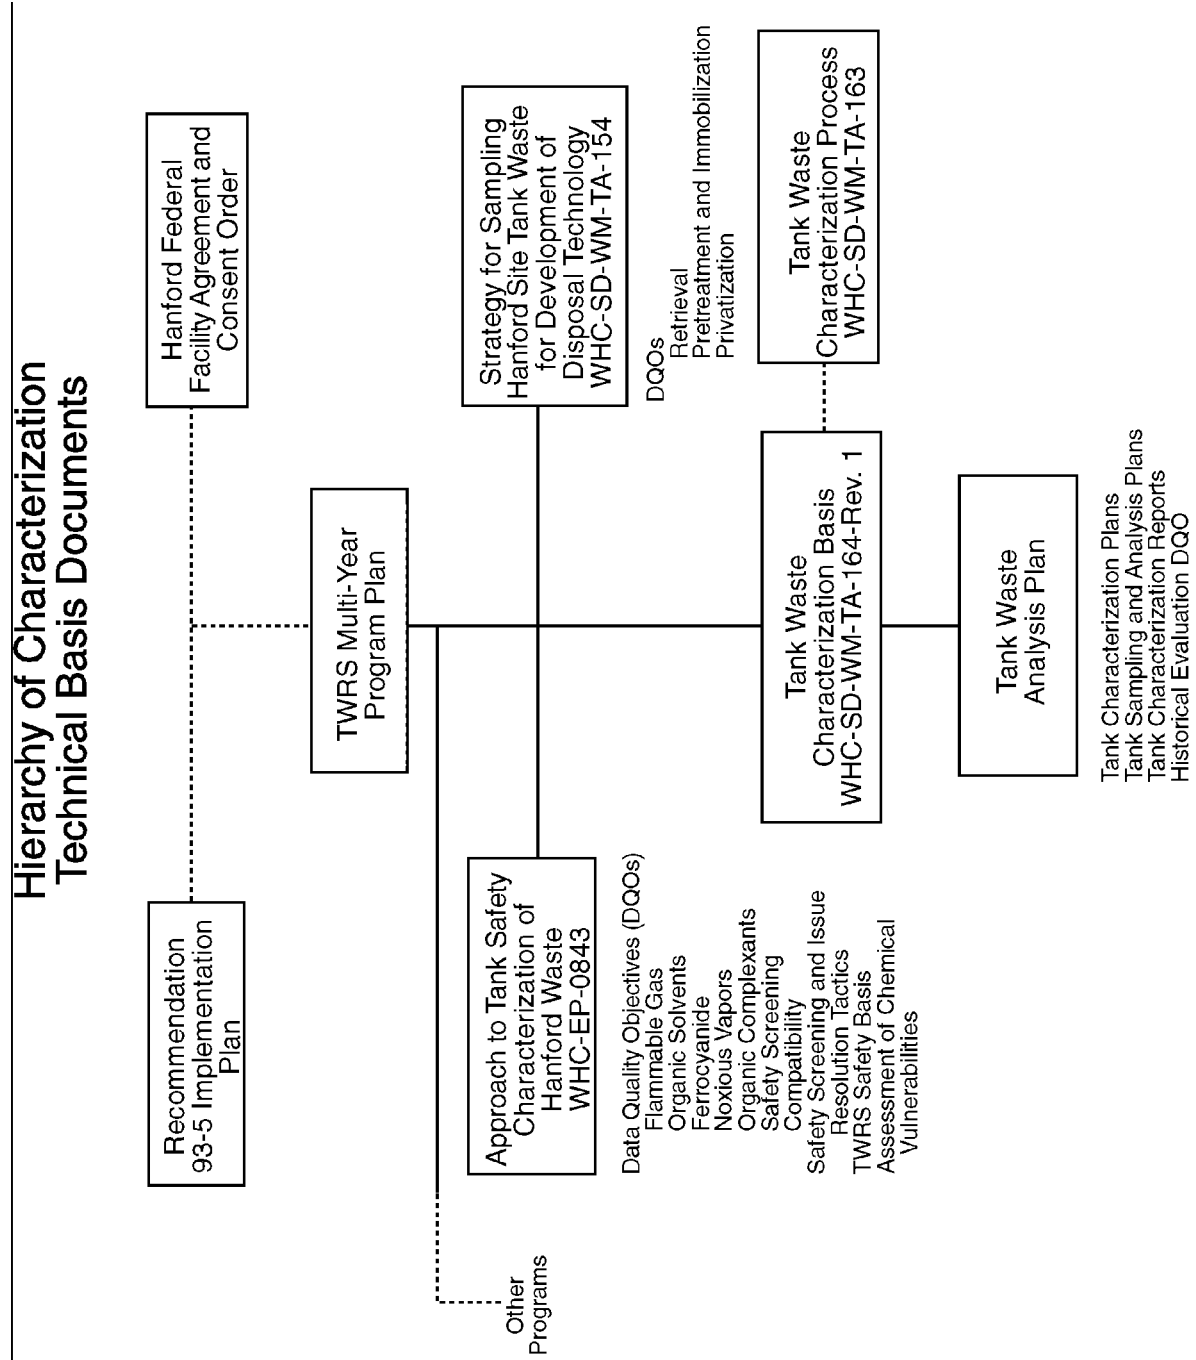 Hierarchy of Characterization
Technical Basis Documents
Recommendation
93-5 Implementation
Plan
Hanford Federal
Facility Agreement and
Consent Order
TWRS Multi-Year
Program Plan
Other
Programs
Approach to Tank Safety
Characterization of
Hanford Waste
WHC-EP-0843
Data Quality Objectives (DQOs)
Flammable Gas
Organic Solvents
Ferrocyanide
Noxious Vapors
Organic Complexants
Safety Screening
Compatibility
Safety Screening and Issue
Resolution Tactics
TWRS Safety Basis
Assessment of Chemical
Vulnerabilities
Strategy for Sampling
Hanford Site Tank Waste
for Development of
Disposal Technology
WHC-SD-WM-TA-154
DQOs
Retrieval
Pretreatment and Immobilization
Privatization
Tank Waste
Characterization Basis
WHC-SD-WM-TA-164-Rev. 1
Tank Waste
Characterization Process
WHC-SD-WM-TA-163
Tank Waste
Analysis Plan
Tank Characterization Plans
Tank Sampling and Analysis Plans
Tank Characterization Reports
Historical Evaluation DQO